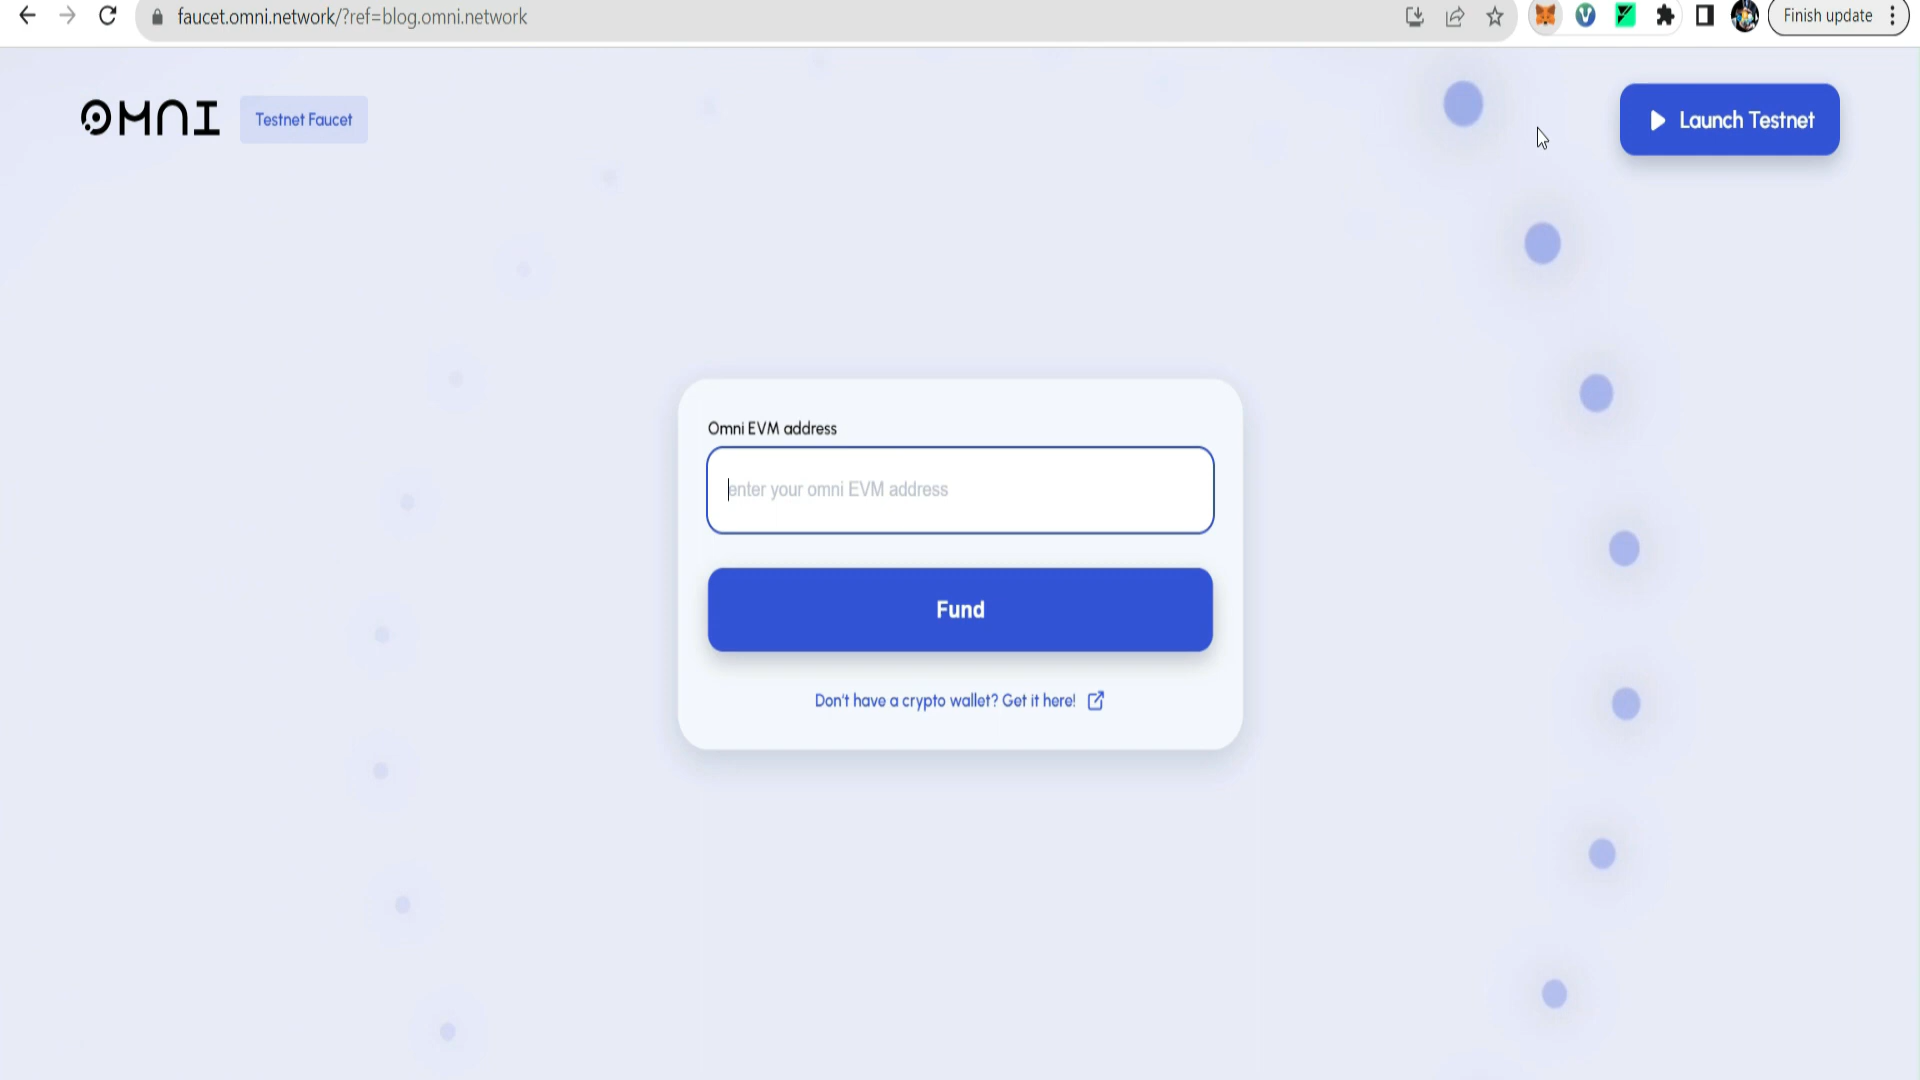 faucet.omni.network/?ref=blog.omni.network
Finish update
OMNI
Testnet Faucet
Launch Testnet
Omni EVM address
enter your omni EVM address
Fund
Don't have a crypto wallet? Get it here!